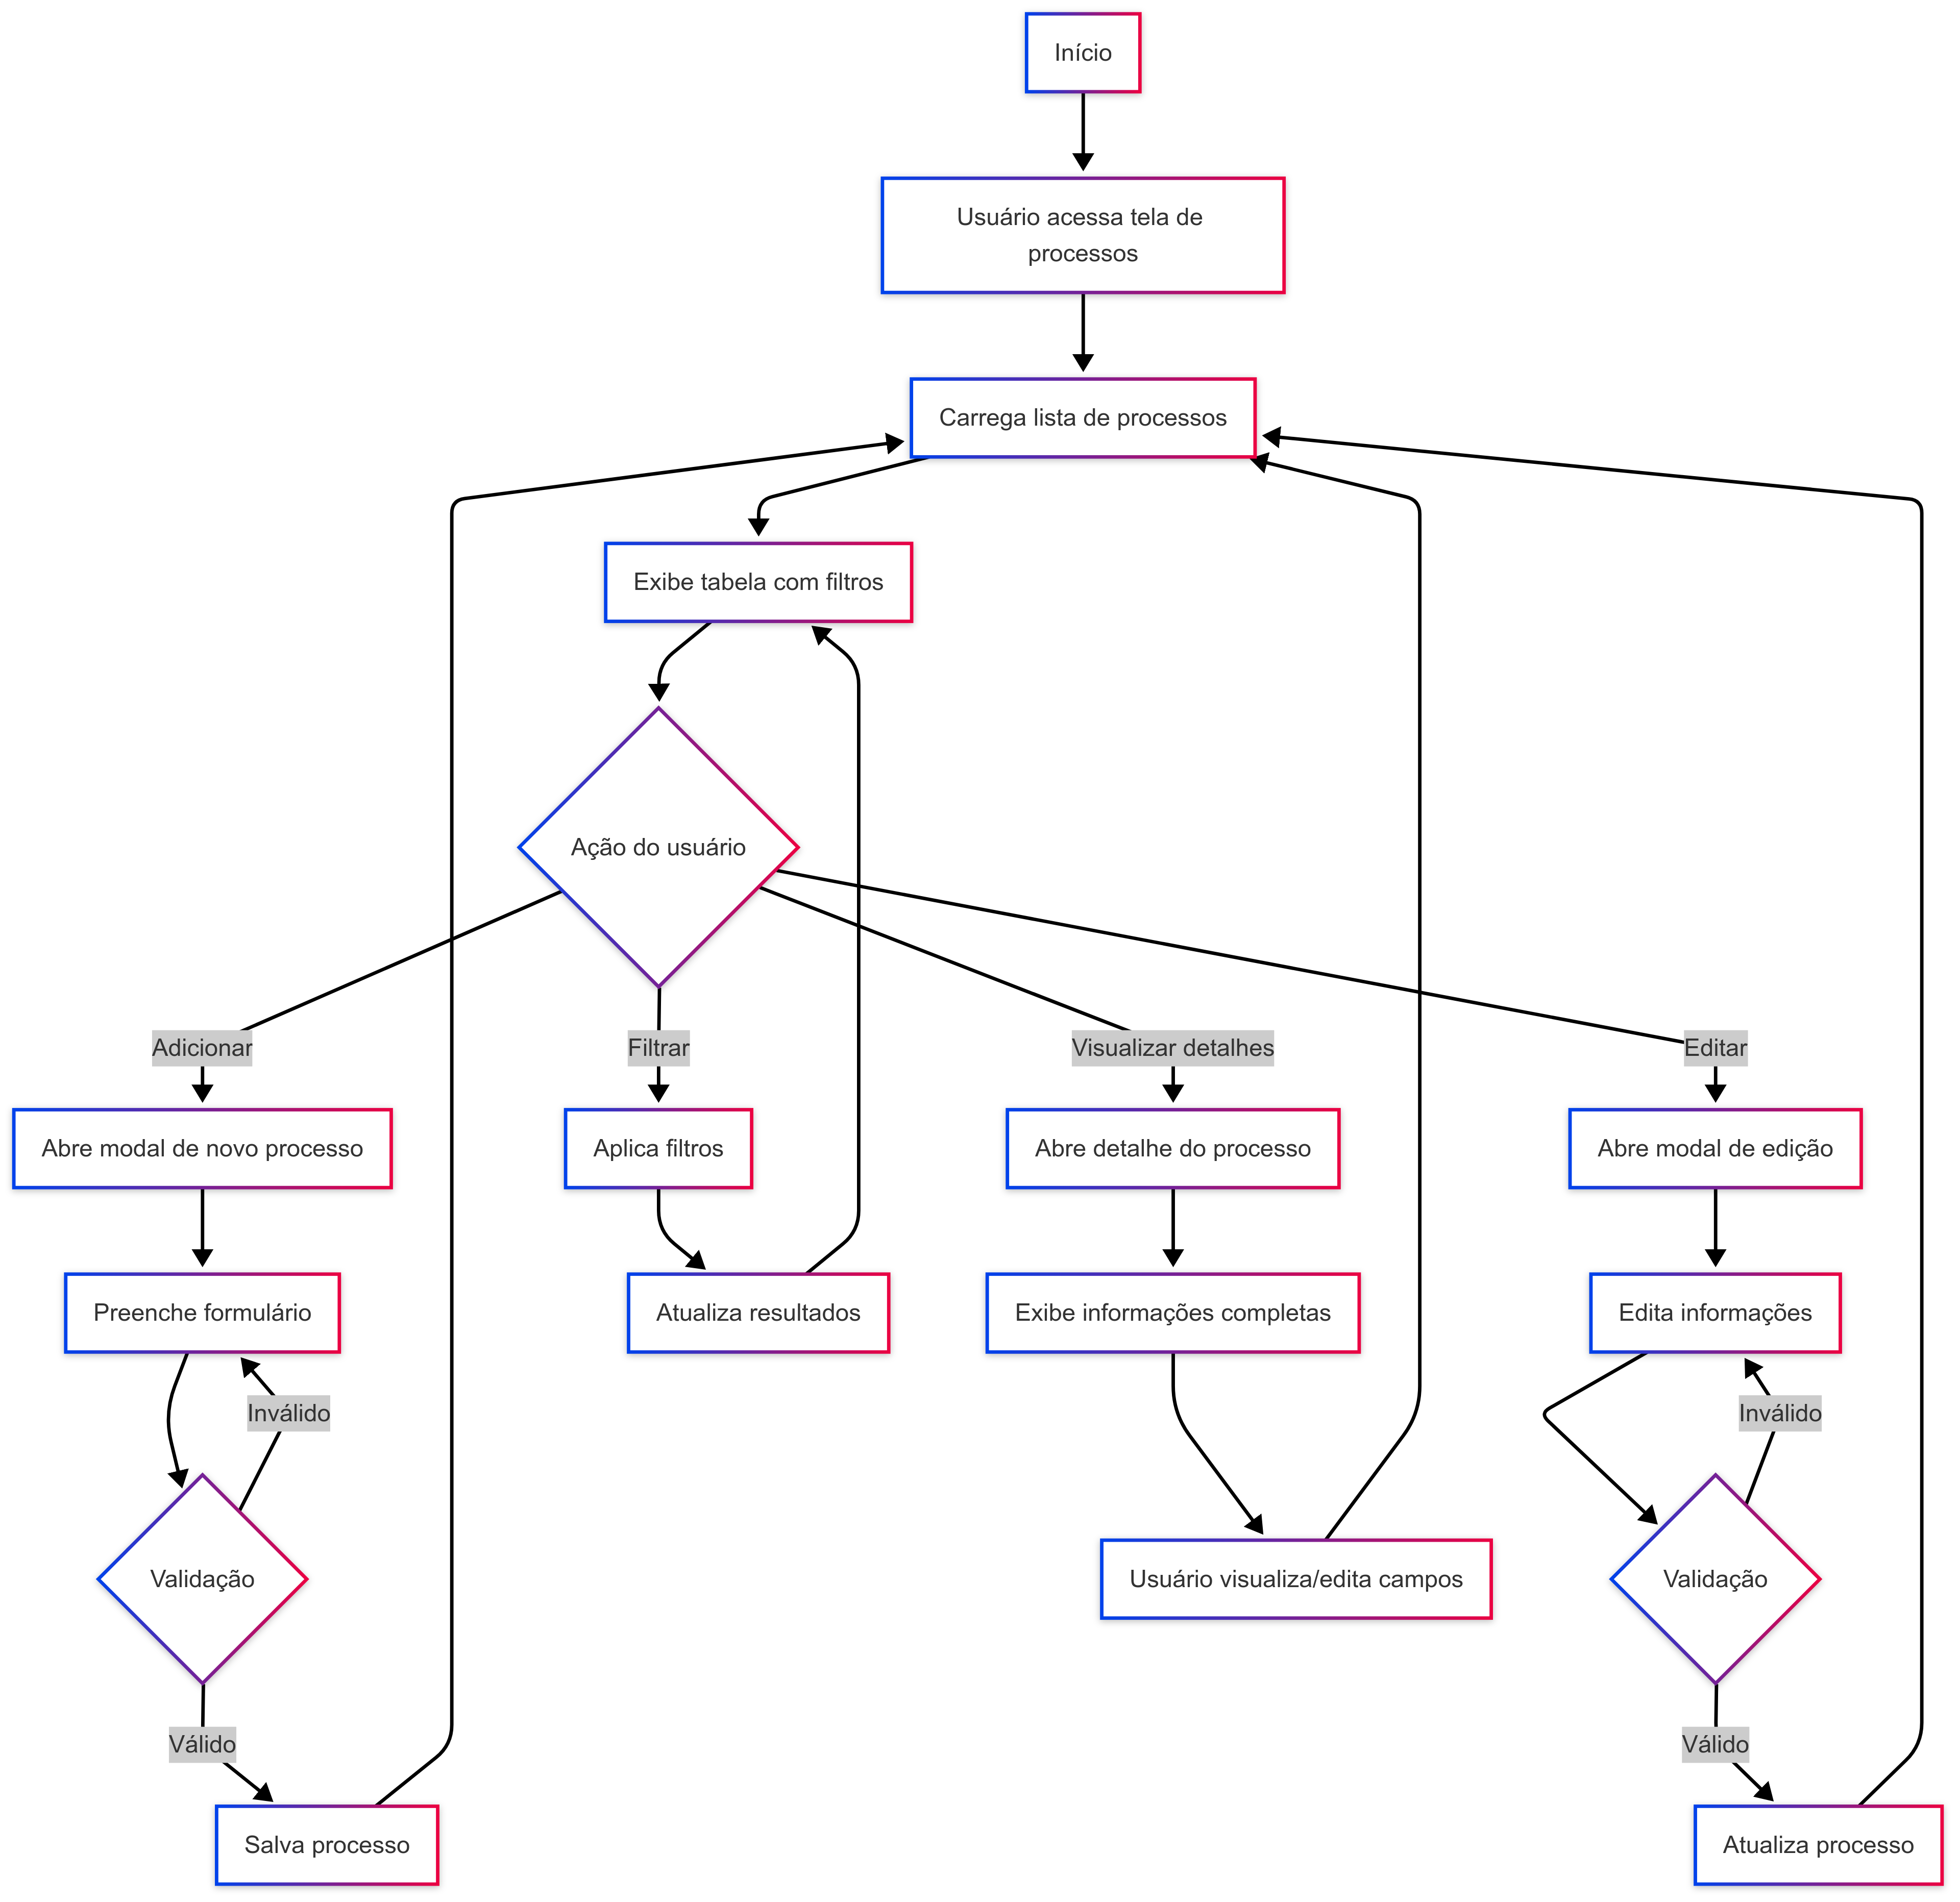 Início
Usuário acessa tela de
processos
Carrega lista de processos
Exibe tabela com filtros
Ação do usuário
Adicionar
Filtrar
Visualizar detalhes
Editar
Abre modal de novo processo
Aplica filtros
Abre detalhe do processo
Abre modal de edição
Preenche formulário
Atualiza resultados
Exibe informações completas
Edita informações
Inválido
Inválido
Validação
Usuário visualiza/edita campos
Validação
Válido
Válido
Salva processo
Atualiza processo